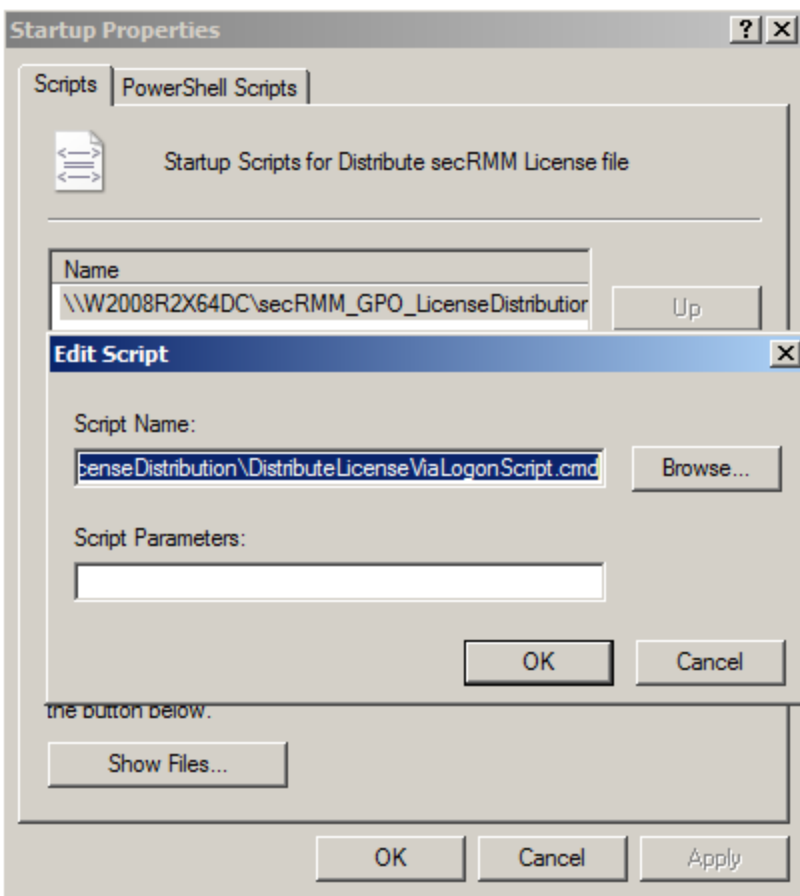 Startup Properties
Scripts
PowerShell Scripts
Startup Scripts for Distribute secRMM License file
Name
\\W2008R2X64DC\secRMM_GPO_LicenseDistribution
Up
Edit Script
Script Name:
censeDistribution\DistributeLicenseViaLogonScript.cmd
Browse...
Script Parameters:
OK
Cancel
the button below.
Show Files...
OK
Cancel
Apply